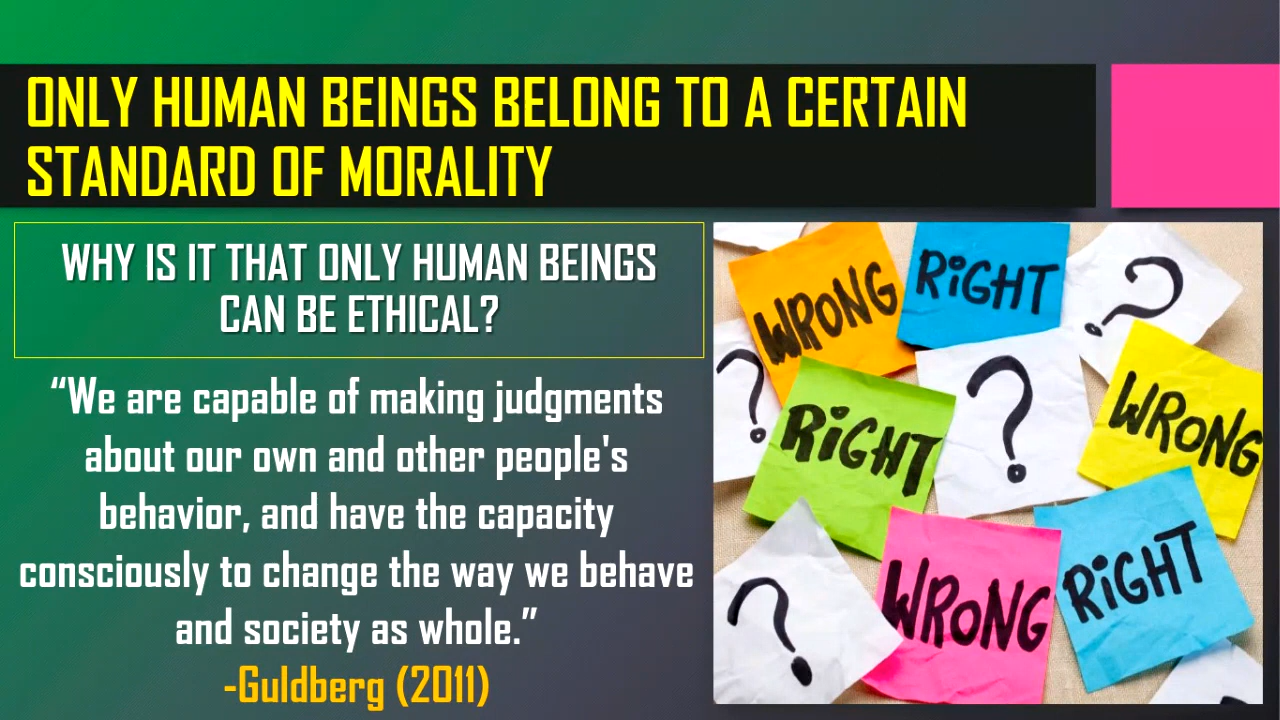 ONLY HUMAN BEINGS BELONG TO A CERTAIN
STANDARD OF MORALITY
WHY IS IT THAT ONLY HUMAN BEINGS
CAN BE ETHICAL?
“We are capable of making judgments
about our own and other people's
behavior, and have the capacity
consciously to change the way we behave
and society as whole.”
-Guldberg (2011)
WRONG
RiGHT
?
?
RiGHT
?
WRONG
?
WRONG
RiGHT